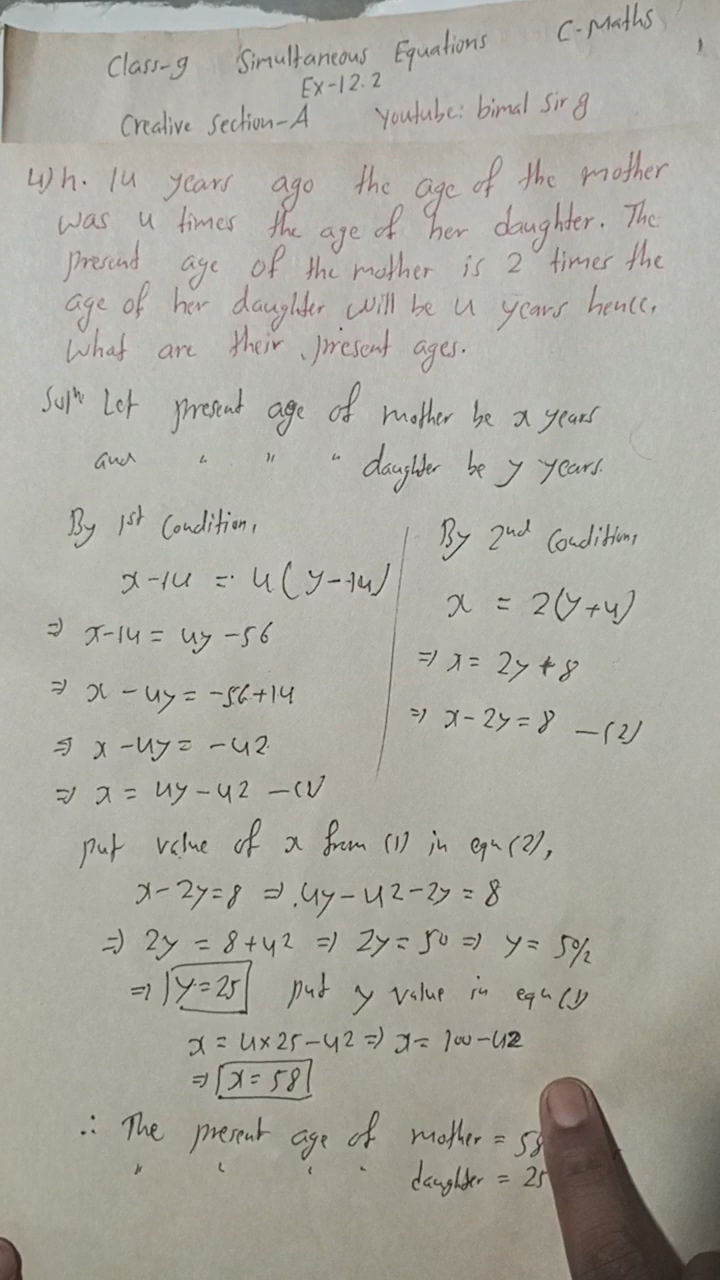 Class-9 Simultaneous Equations C-Maths
Ex-12.2
Creative Section-A Youtube: bimal sir g
4)h. 14 years ago the age of the mother
was 4 times the age of her daughter. The
present age of the mother is 2 times the
age of her daughter will be 4 years hence.
What are their present ages.
Solⁿ Let present age of mother be x years
and " " " daughter be y years.
By 1st Condition,
x-14 = 4(y-14)
⇒ x-14 = 4y-56
⇒ x-4y = -56+14
⇒ x-4y = -42
⇒ x = 4y-42 -(1)
By 2nd Condition,
x = 2(y+4)
⇒ x = 2y+8
⇒ x-2y=8 -(2)
put value of x from (1) in eqn (2),
x-2y=8 ⇒ 4y-42-2y = 8
⇒ 2y = 8+42 ⇒ 2y = 50 ⇒ y = 50/2
⇒ y=25 put y value in eqn (1)
x = 4x25-42 ⇒ x = 100-42
⇒ x = 58
∴ The present age of mother = 58
" " " " daughter = 25